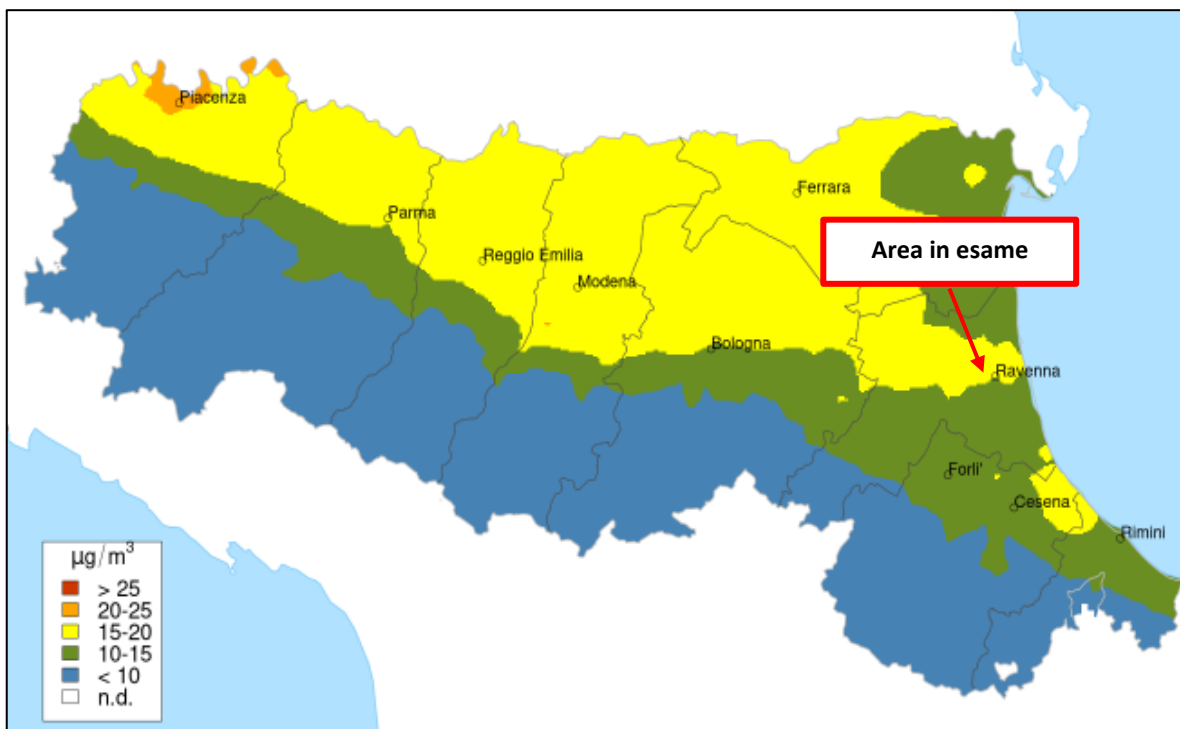 Piacenza
Ferrara
Parma
Area in esame
Reggio Emilia
Modena
Bologna
Ravenna
Forli'
Cesena
Rimini
µg/m³
> 25
20-25
15-20
10-15
< 10
n.d.